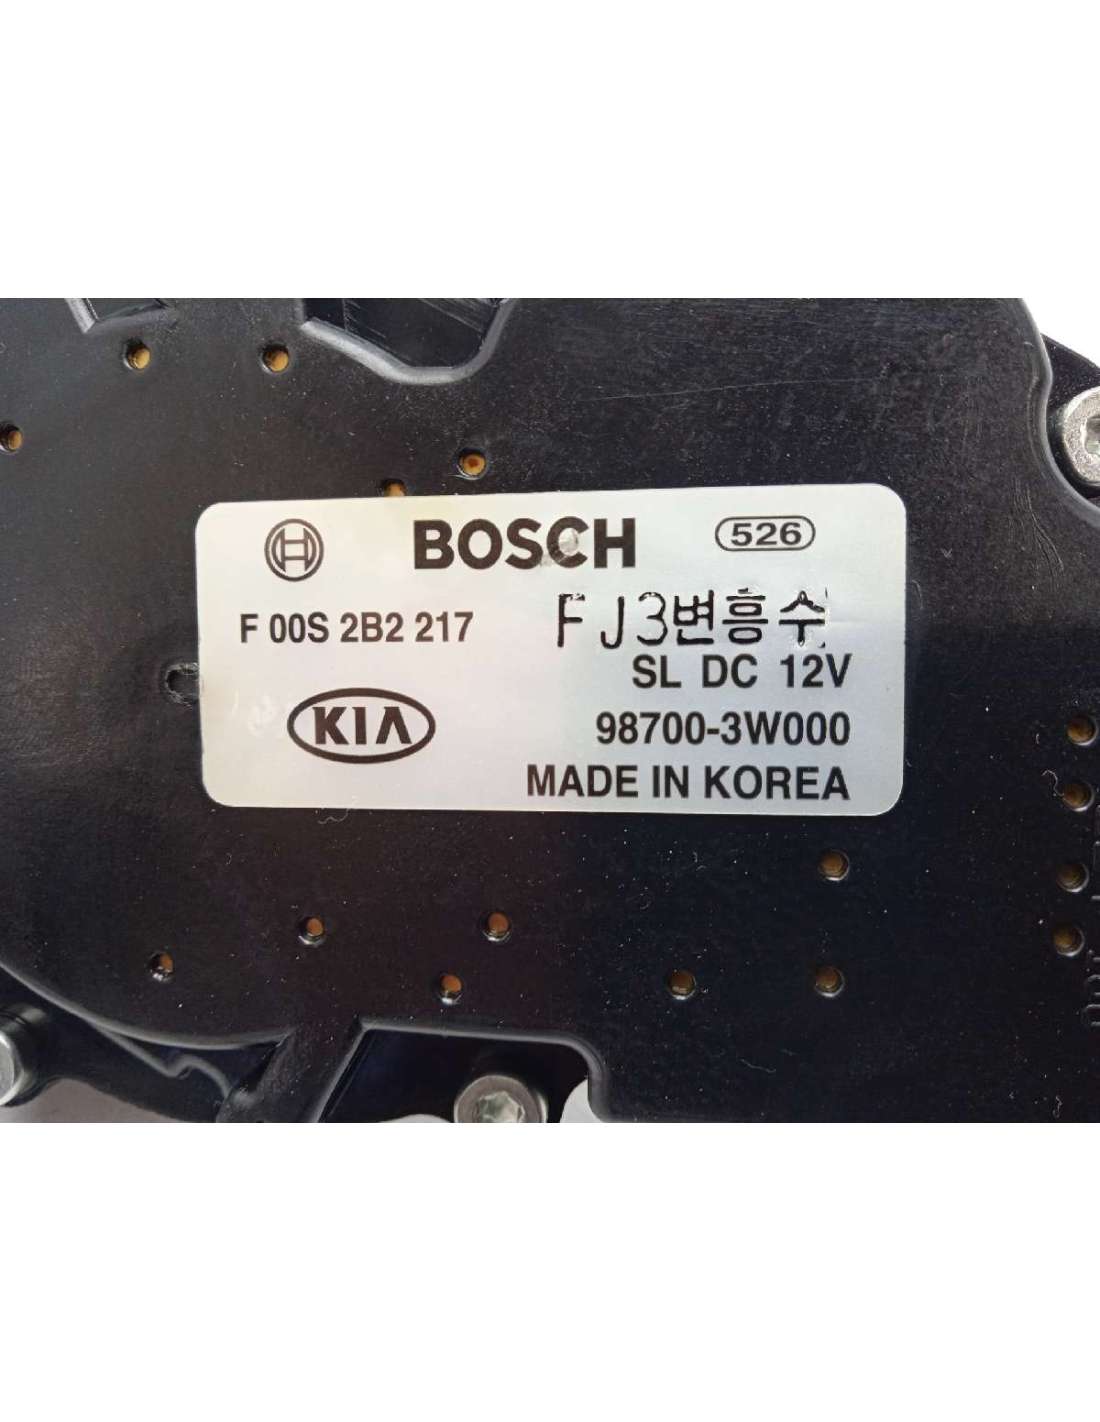 BOSCH 526
F 00S 2B2 217 FJ3변흥수
SL DC 12V
KIA 98700-3W000
MADE IN KOREA